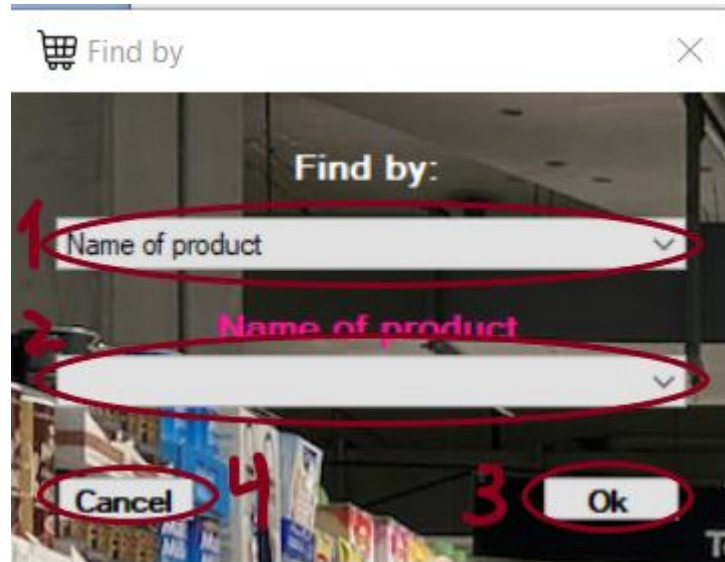 Find by
Find by:
1
Name of product
2
Name of product
Cancel
4
3
Ok